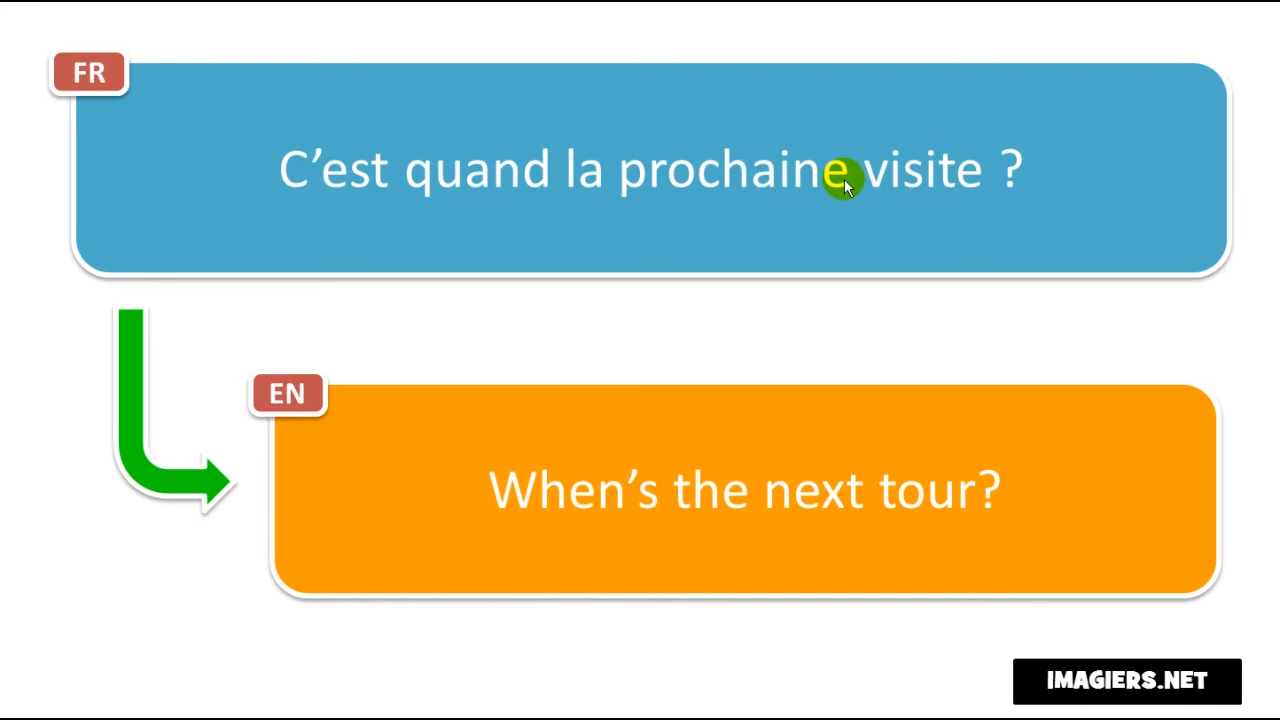 FR
C’est quand la prochaine visite ?
EN
When’s the next tour?
IMAGIERS.NET